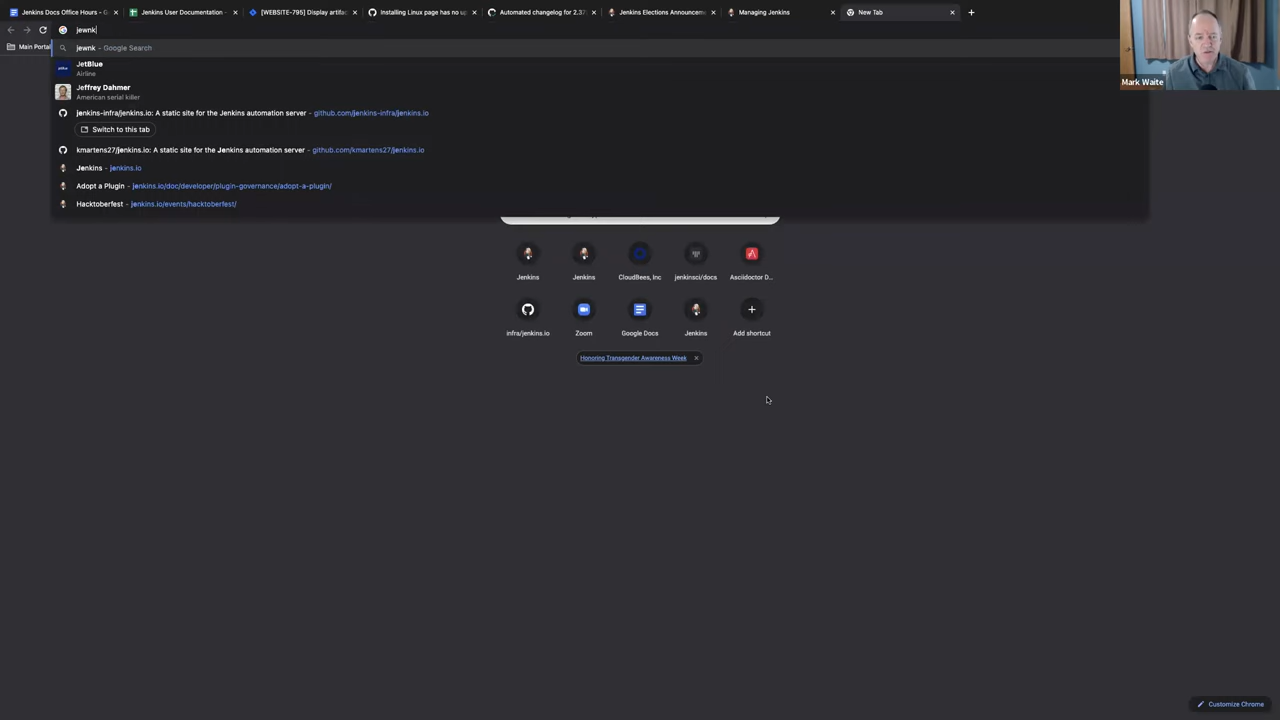 Jenkins Docs Office Hours - G
Jenkins User Documentation -
[WEBSITE-795] Display artifac
Installing Linux page needs up
Automated changelog for 2.37
Jenkins Elections Announceme
Managing Jenkins
New Tab
jewnk
Main Portal
jewnk - Google Search
JetBlue
Airline
Jeffrey Dahmer
American serial killer
jenkins-infra/jenkins.io: A static site for the Jenkins automation server - github.com/jenkins-infra/jenkins.io
Switch to this tab
kmartens27/jenkins.io: A static site for the Jenkins automation server - github.com/kmartens27/jenkins.io
Jenkins - jenkins.io
Adopt a Plugin - jenkins.io/doc/developer/plugin-governance/adopt-a-plugin/
Hacktoberfest - jenkins.io/events/hacktoberfest/
Mark Waite
Jenkins Jenkins CloudBees, Inc jenkinsci/docs Asciidoctor D...
infra/jenkins.io Zoom Google Docs Jenkins Add shortcut
Honoring Transgender Awareness Week
Customize Chrome